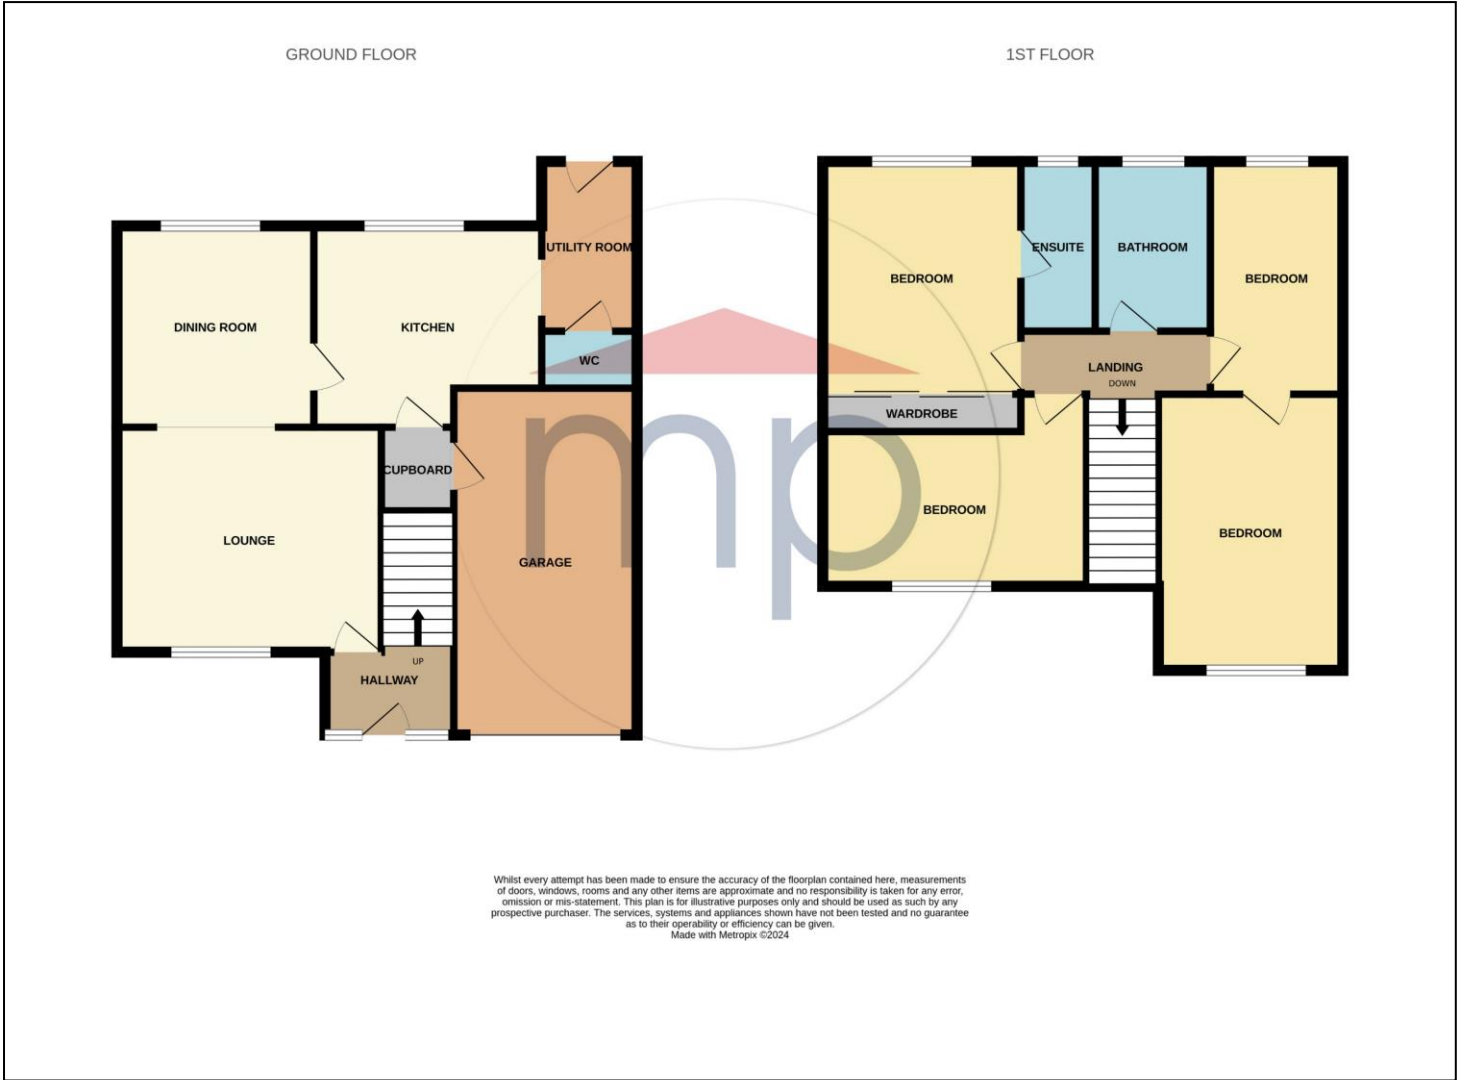 GROUND FLOOR
1ST FLOOR
DINING ROOM
KITCHEN
UTILITY ROOM
WC
CUPBOARD
LOUNGE
GARAGE
UP
HALLWAY
BEDROOM
ENSUITE
BATHROOM
BEDROOM
LANDING
DOWN
WARDROBE
BEDROOM
BEDROOM
mp
Whilst every attempt has been made to ensure the accuracy of the floorplan contained here, measurements
of doors, windows, rooms and any other items are approximate and no responsibility is taken for any error,
omission or mis-statement. This plan is for illustrative purposes only and should be used as such by any
prospective purchaser. The services, systems and appliances shown have not been tested and no guarantee
as to their operability or efficiency can be given.
Made with Metropix ©2024